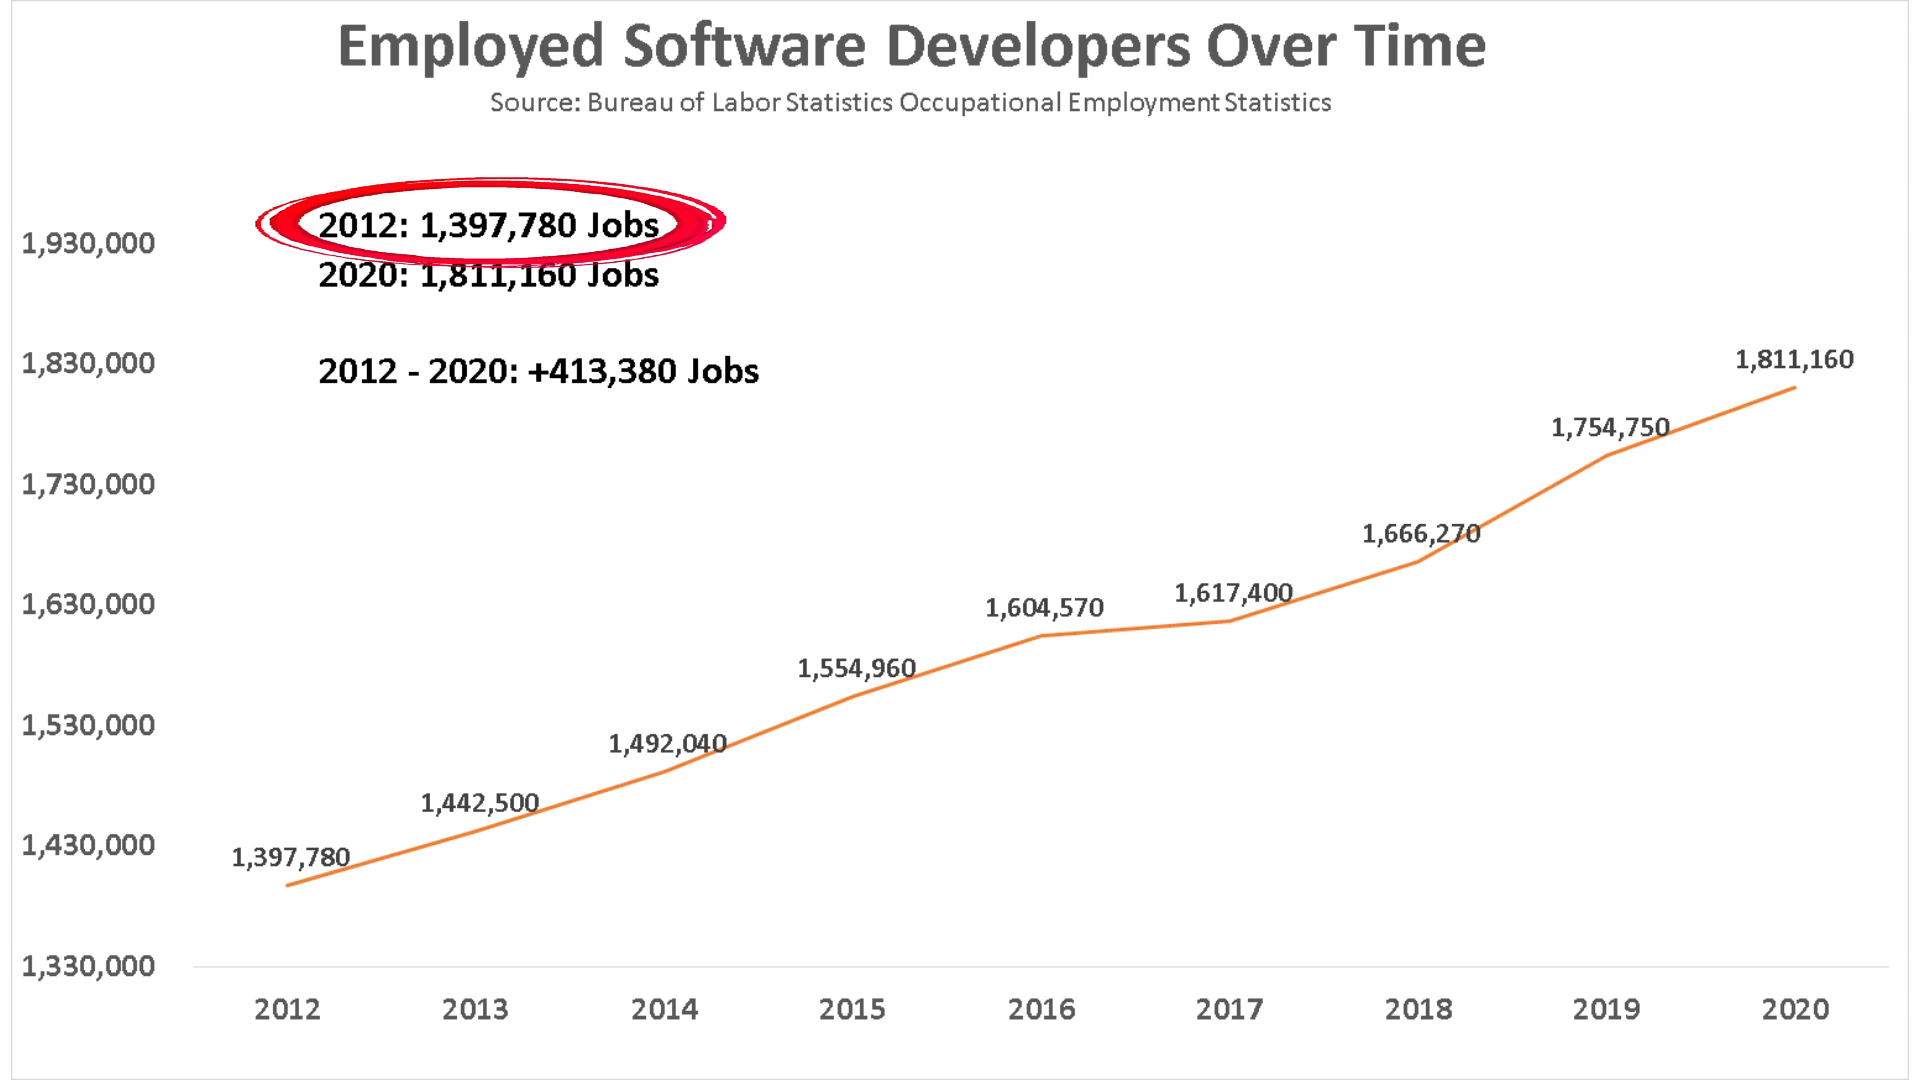 Employed Software Developers Over Time
Source: Bureau of Labor Statistics Occupational Employment Statistics
2012: 1,397,780 Jobs
2020: 1,811,160 Jobs
2012 - 2020: +413,380 Jobs
1,930,000
1,830,000
1,730,000
1,630,000
1,530,000
1,430,000
1,330,000
1,397,780
1,442,500
1,492,040
1,554,960
1,604,570
1,617,400
1,666,270
1,754,750
1,811,160
2012 2013 2014 2015 2016 2017 2018 2019 2020